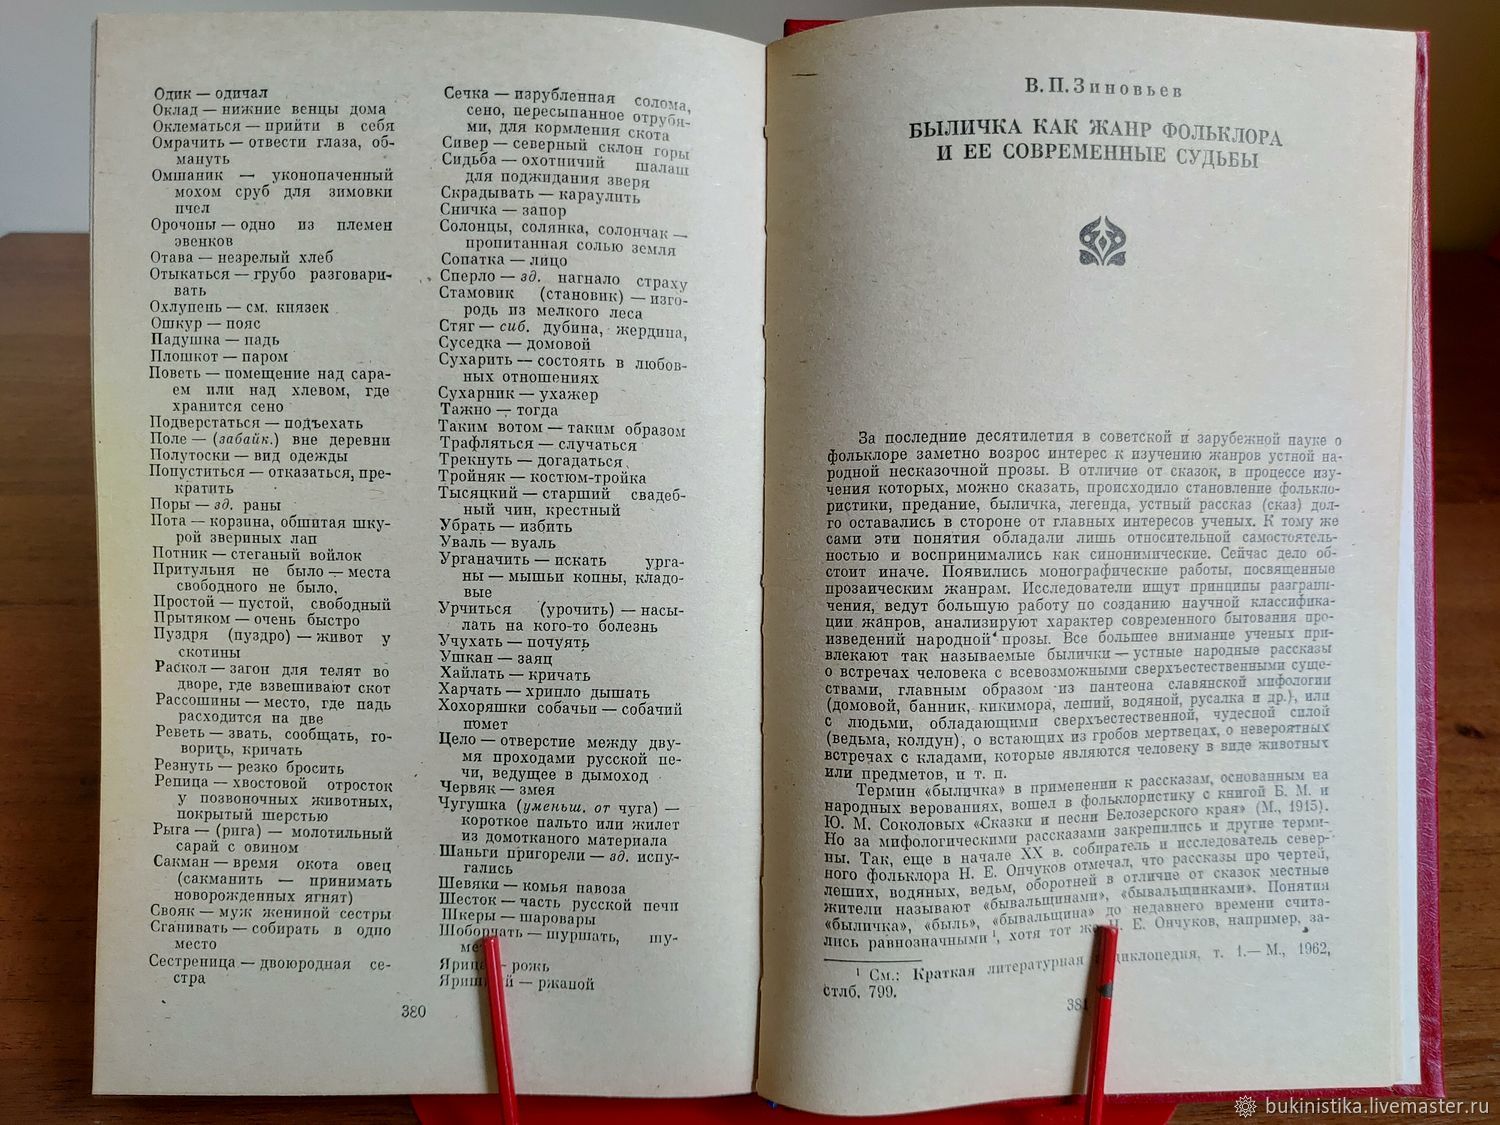 Одик — одичал
Оклад — нижние венцы дома
Оклематься — прийти в себя
Омрачить — отвести глаза, об-
мануть
Омшаник — уконопаченный
мохом сруб для зимовки
пчел
Орочоны — одно из племен
эвенков
Отава — незрелый хлеб
Отыкаться — грубо разговари-
вать
Охлупень — см. князек
Ошкур — пояс
Падушка — падь
Плошкот — паром
Поветь — помещение над сара-
ем или над хлевом, где
хранится сено
Подверстаться — подъехать
Поле — (забайк.) вне деревни
Полутоски — вид одежды
Попуститься — отказаться, пре-
кратить
Поры — зд. раны
Пота — корзина, обшитая шку-
рой звериных лап
Потник — стеганый войлок
Притульня не было — места
свободного не было,
Простой — пустой, свободный
Прытяком — очень быстро
Пуздря (пуздро) — живот у
скотины
Раскол — загон для телят во
дворе, где взвешивают скот
Рассошины — место, где падь
расходится на две
Реветь — звать, сообщать, го-
ворить, кричать
Резнуть — резко бросить
Репица — хвостовой отросток
у позвоночных животных,
покрытый шерстью
Рыга — (рига) — молотильный
сарай с овином
Сакман — время окота овец
(сакманить — принимать
новорожденных ягнят)
Свояк — муж жениной сестры
Сганивать — собирать в одно
место
Сестреница — двоюродная се-
стра
380
Сечка — изрубленная солома,
сено, пересыпанное отрубя-
ми, для кормления скота
Сивер — северный склон горы
Сидьба — охотничий шалаш
для поджидания зверя
Скрадывать — караулить
Сничка — запор
Солонцы, солянка, солончак —
пропитанная солью земля
Сопатка — лицо
Сперло — зд. нагнало страху
Стамовик (становик) — изго-
родь из мелкого леса
Стяг — сиб. дубина, жердина,
Суседка — домовой
Сухарить — состоять в любов-
ных отношениях
Сухарник — ухажер
Тажно — тогда
Таким вотом — таким образом
Трафляться — случаться
Трекнуть — догадаться.
Тройняк — костюм-тройка
Тысяцкий — старший свадеб-
ный чин, крестный
Убрать — избить
Уваль — вуаль
Урганачить — искать урга-
ны — мышьи копны, кладо-
вые
Урчиться (урочить) — насы-
лать на кого-то болезнь
Учухать — почуять
Ушкан — заяц
Хайлать — кричать
Харчать — хрипло дышать
Хохоряшки собачьи — собачий
помет
Цело — отверстие между дву-
мя проходами русской пе-
чи, ведущее в дымоход
Червяк — змея
Чугушка (уменьш. от чуга) —
короткое пальто или жилет
из домотканого материала
Шаньги пригорели — зд. испу-
гались
Шевяки — комья навоза
Шесток — часть русской печи
Шкеры — шаровары
Шоборчать — шуршать, шу-
ме
Ярица — рожь
— ржаной
В. П. Зиновьев
БЫЛИЧКА КАК ЖАНР ФОЛЬКЛОРА
И ЕЕ СОВРЕМЕННЫЕ СУДЬБЫ
За последние десятилетия в советской и зарубежной науке о
фольклоре заметно возрос интерес к изучению жанров устной на-
родной несказочной прозы. В отличие от сказок, в процессе изу-
чения которых, можно сказать, происходило становление фолькло-
ристики, предание, быличка, легенда, устный рассказ (сказ) дол-
го оставались в стороне от главных интересов ученых. К тому же
сами эти понятия обладали лишь относительной самостоятель-
ностью и воспринимались как синонимические. Сейчас дело об-
стоит иначе. Появились монографические работы, посвященные
прозаическим жанрам. Исследователи ищут принципы разграни-
чения, ведут большую работу по созданию научной классифика-
ции жанров, анализируют характер современного бытования про-
изведений народной прозы. Все большее внимание ученых при-
влекают так называемые былички — устные народные рассказы
о встречах человека с всевозможными сверхъестественными суще-
ствами, главным образом из пантеона славянской мифологии
(домовой, банник, кикимора, леший, водяной, русалка и др.), или
с людьми, обладающими сверхъестественной, чудесной силой
(ведьма, колдун), о встающих из гробов мертвецах, о невероятных
встречах с кладами, которые являются человеку в виде животных
или предметов, и т. п.
Термин «быличка» в применении к рассказам, основанным на
народных верованиях, вошел в фольклористику с книгой Б. М. и
Ю. М. Соколовых «Сказки и песни Белозерского края» (М., 1915).
Но за мифологическими рассказами закрепились и другие терми-
ны. Так, еще в начале XX в. собиратель и исследователь север-
ного фольклора Н. Е. Ончуков отмечал, что рассказы про чертей,
леших, водяных, ведьм, оборотней в отличие от сказок местные
жители называют «бывальщинами», «бывальщинками». Понятия
«быличка», «быль», «бывальщина» до недавнего времени счита-
лись равнозначными ¹, хотя тот же Н. Е. Ончуков, например, за-
¹ См.: Краткая литературная энциклопедия, т. 1.— М., 1962,
Стлб. 799.
381
bukinistika.livemaster.ru